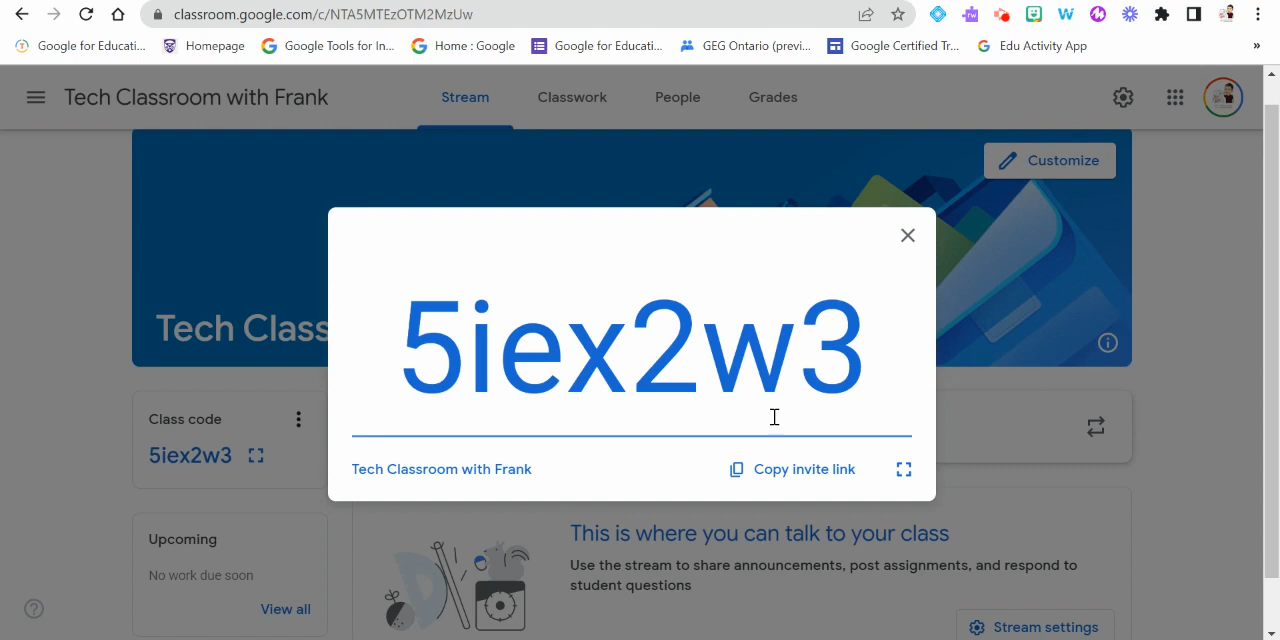 classroom.google.com/c/NTA5MTEzOTM2MzUw
Google for Educati... Homepage Google Tools for In... Home : Google Google for Educati... GEG Ontario (previ... Google Certified Tr... Edu Activity App »
Tech Classroom with Frank Stream Classwork People Grades
Customize
Tech Class
5iex2w3
Tech Classroom with Frank Copy invite link
Class code
5iex2w3
Upcoming
No work due soon
View all
This is where you can talk to your class
Use the stream to share announcements, post assignments, and respond to
student questions
Stream settings